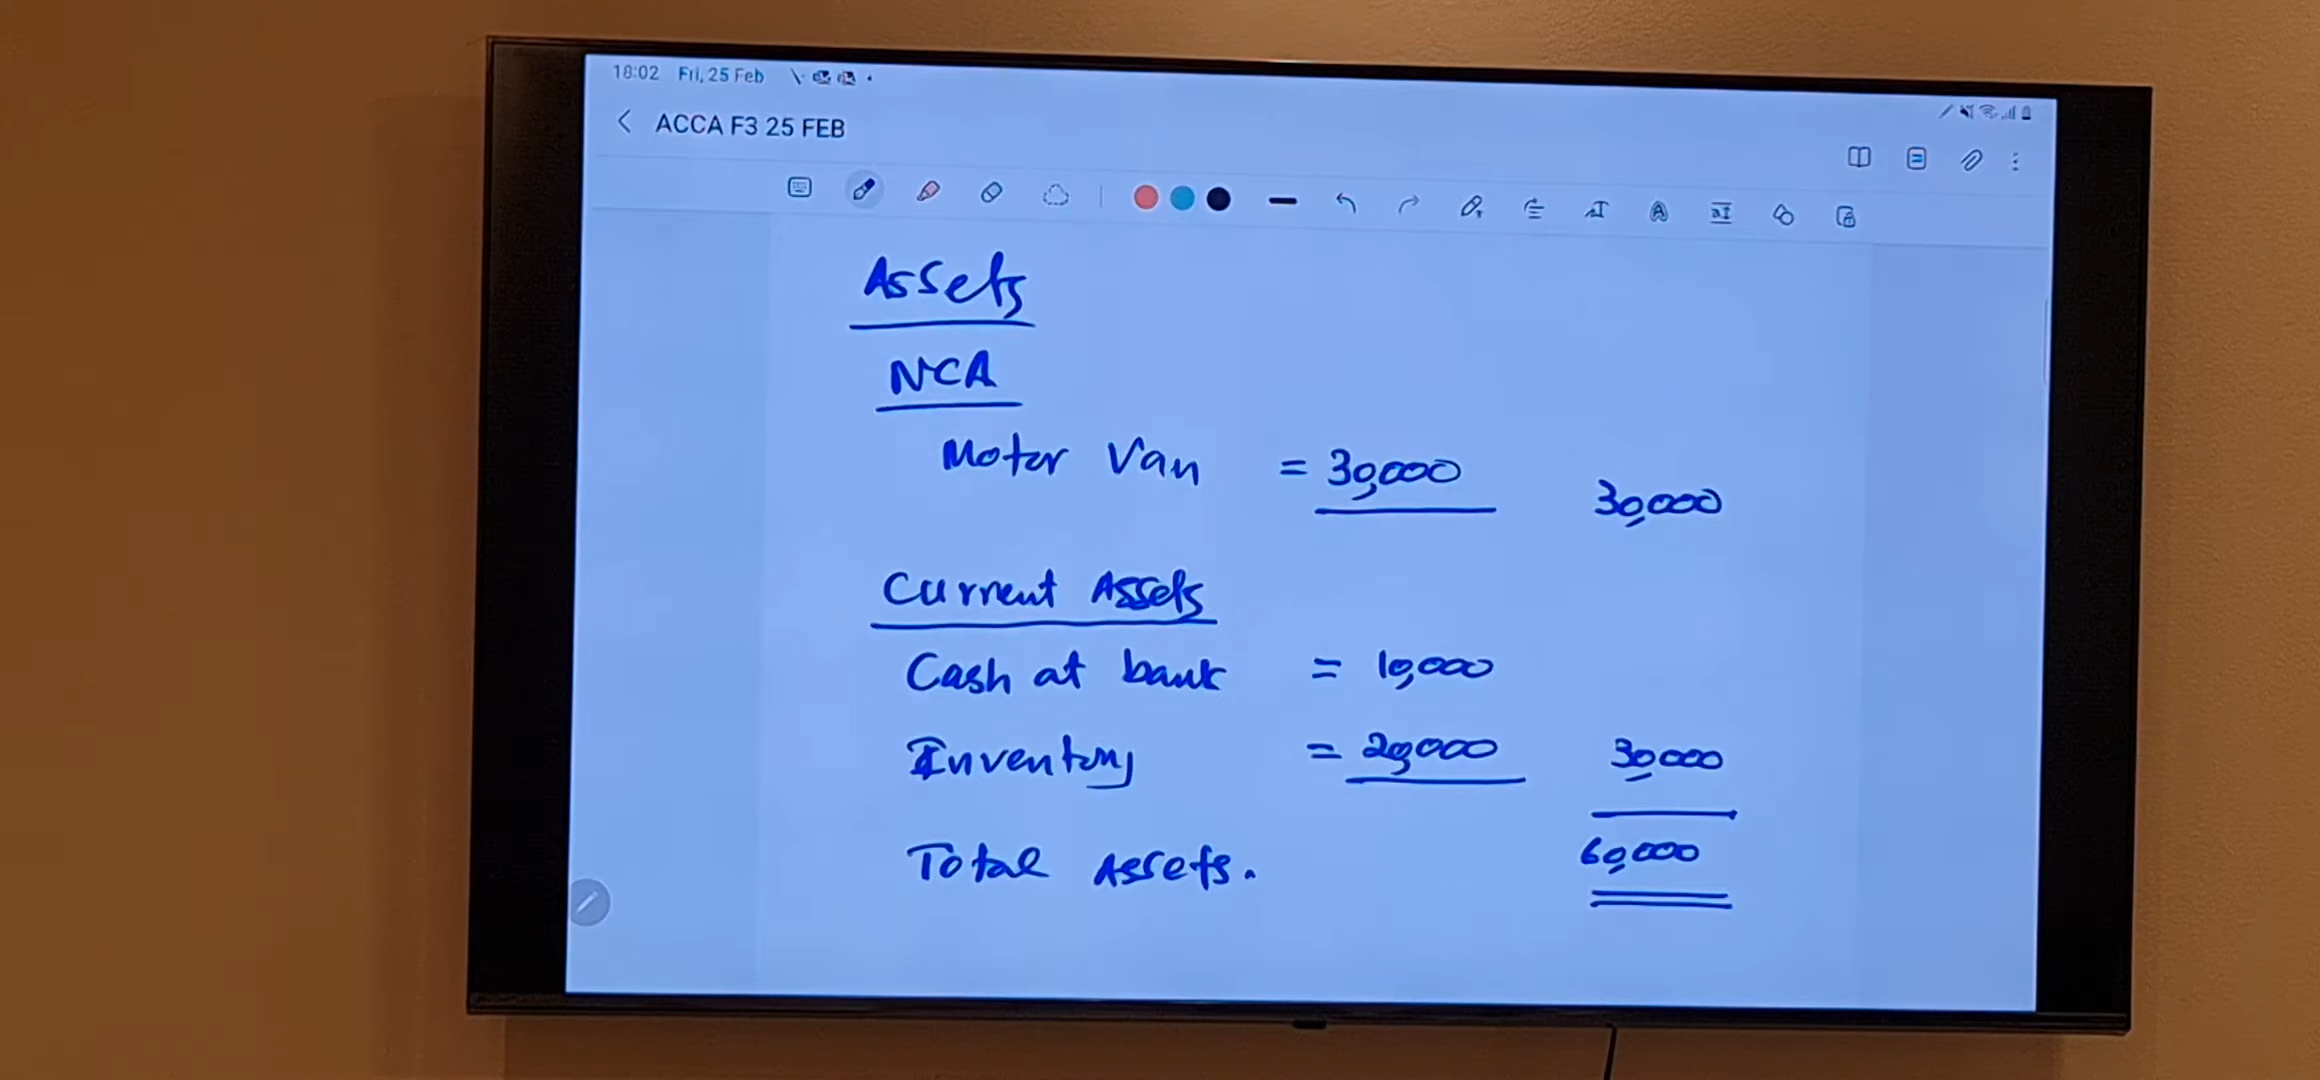 18:02 Fri, 25 Feb
ACCA F3 25 FEB
Assets
NCA
Motor Van = 30,000 30,000
Current Assets
Cash at bank = 10,000
Inventory = 20,000 30,000
Total Assets. 60,000